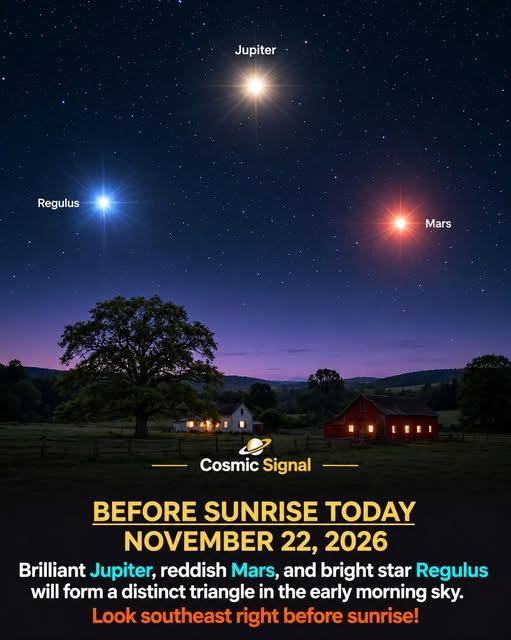 Jupiter
Regulus
Mars
Cosmic Signal
BEFORE SUNRISE TODAY
NOVEMBER 22, 2026
Brilliant Jupiter, reddish Mars, and bright star Regulus
will form a distinct triangle in the early morning sky.
Look southeast right before sunrise!